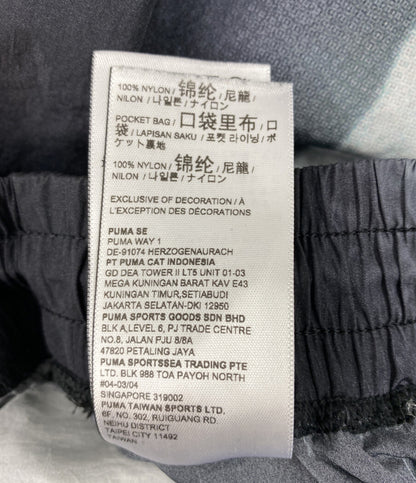 100% NYLON / 锦纶 / 尼龍 /
NILON / 나일론 / ナイロン
POCKET BAG / 口袋里布 / 口
袋 / LAPISAN SAKU / 포켓 라이닝 / ポ
ケット裏地
100% NYLON / 锦纶 / 尼龍 /
NILON / 나일론 / ナイロン
EXCLUSIVE OF DECORATION / À
L'EXCEPTION DES DÉCORATIONS
PUMA SE
PUMA WAY 1
DE-91074 HERZOGENAURACH
PT PUMA CAT INDONESIA
GD DEA TOWER II LT5 UNIT 01-03
MEGA KUNINGAN BARAT KAV E43
KUNINGAN TIMUR,SETIABUDI
JAKARTA SELATAN-DKI 12950
PUMA SPORTS GOODS SDN BHD
BLK A,LEVEL 6, PJ TRADE CENTRE
NO.8, JALAN PJU 8/8A
47820 PETALING JAYA
PUMA SPORTSSEA TRADING PTE
LTD. BLK 988 TOA PAYOH NORTH
#04-03/04
SINGAPORE 319002
PUMA TAIWAN SPORTS LTD.
8F.,NO. 392, RUIGUANG RD.
NEIHU DISTRICT
TAIPEI CITY 11492
TAIWAN